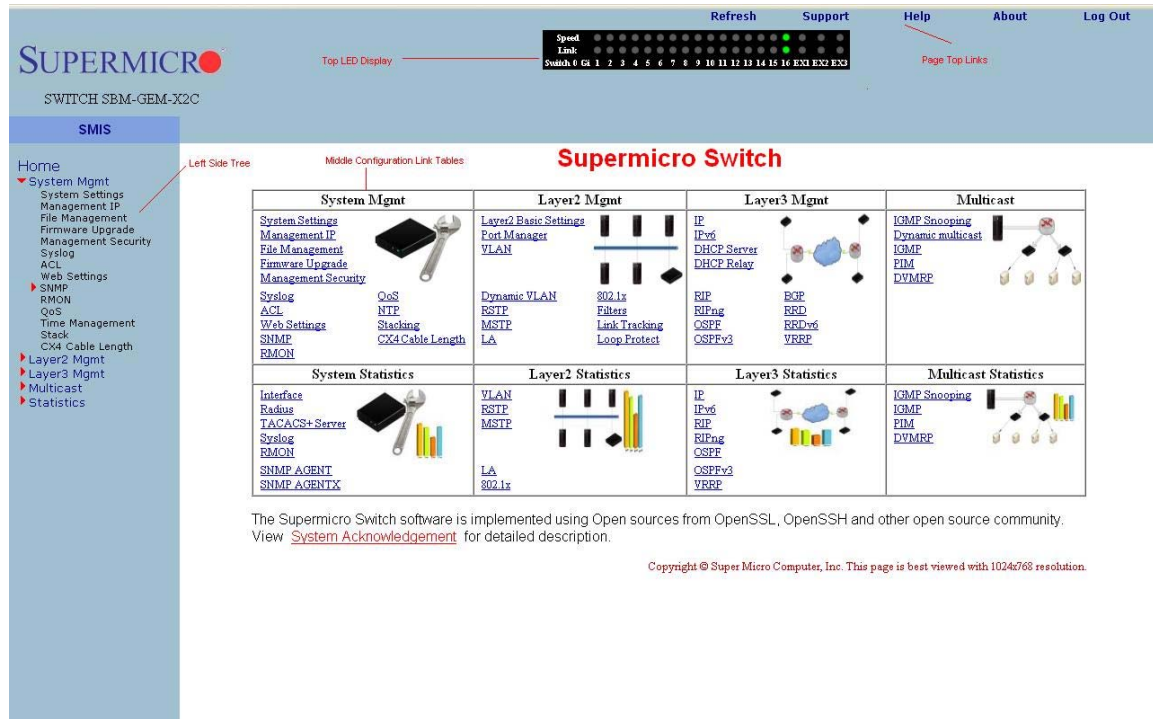 Refresh Support Help About Log Out
Speed
Link
Switch 0 Gi 1 2 3 4 5 6 7 8 9 10 11 12 13 14 15 16 EX1 EX2 EX3
Top LED Display
Page Top Links
SUPERMICRO
SWITCH SBM-GEM-X2C
SMIS
Home
System Mgmt
System Settings
Management IP
File Management
Firmware Upgrade
Management Security
Syslog
ACL
Web Settings
SNMP
RMON
QoS
Time Management
Stack
CX4 Cable Length
Layer2 Mgmt
Layer3 Mgmt
Multicast
Statistics
Left Side Tree
Middle Configuration Link Tables
Supermicro Switch
System Mgmt
System Settings
Management IP
File Management
Firmware Upgrade
Management Security
Syslog QoS
ACL NTP
Web Settings Stacking
SNMP CX4 Cable Length
RMON
Layer2 Mgmt
Layer2 Basic Settings
Port Manager
VLAN
Dynamic VLAN 802.1x
RSTP Filters
MSTP Link Tracking
LA Loop Protect
Layer3 Mgmt
IP
IPv6
DHCP Server
DHCP Relay
RIP BGP
RIPng RRD
OSPF RRDv6
OSPFv3 VRRP
Multicast
IGMP Snooping
Dynamic multicast
IGMP
PIM
DVMRP
System Statistics
Interface
Radius
TACACS+ Server
Syslog
RMON
SNMP AGENT
SNMP AGENTX
Layer2 Statistics
VLAN
RSTP
MSTP
LA
802.1x
Layer3 Statistics
IP
IPv6
RIP
RIPng
OSPF
OSPFv3
VRRP
Multicast Statistics
IGMP Snooping
IGMP
PIM
DVMRP
The Supermicro Switch software is implemented using Open sources from OpenSSL, OpenSSH and other open source community.
View System Acknowledgement for detailed description.
Copyright © Super Micro Computer, Inc. This page is best viewed with 1024x768 resolution.